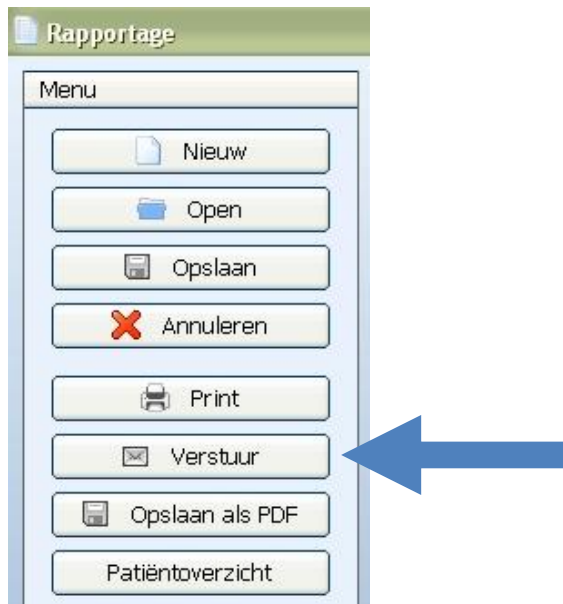 Rapportage
Menu
Nieuw
Open
Opslaan
Annuleren
Print
Verstuur
Opslaan als PDF
Patiëntoverzicht